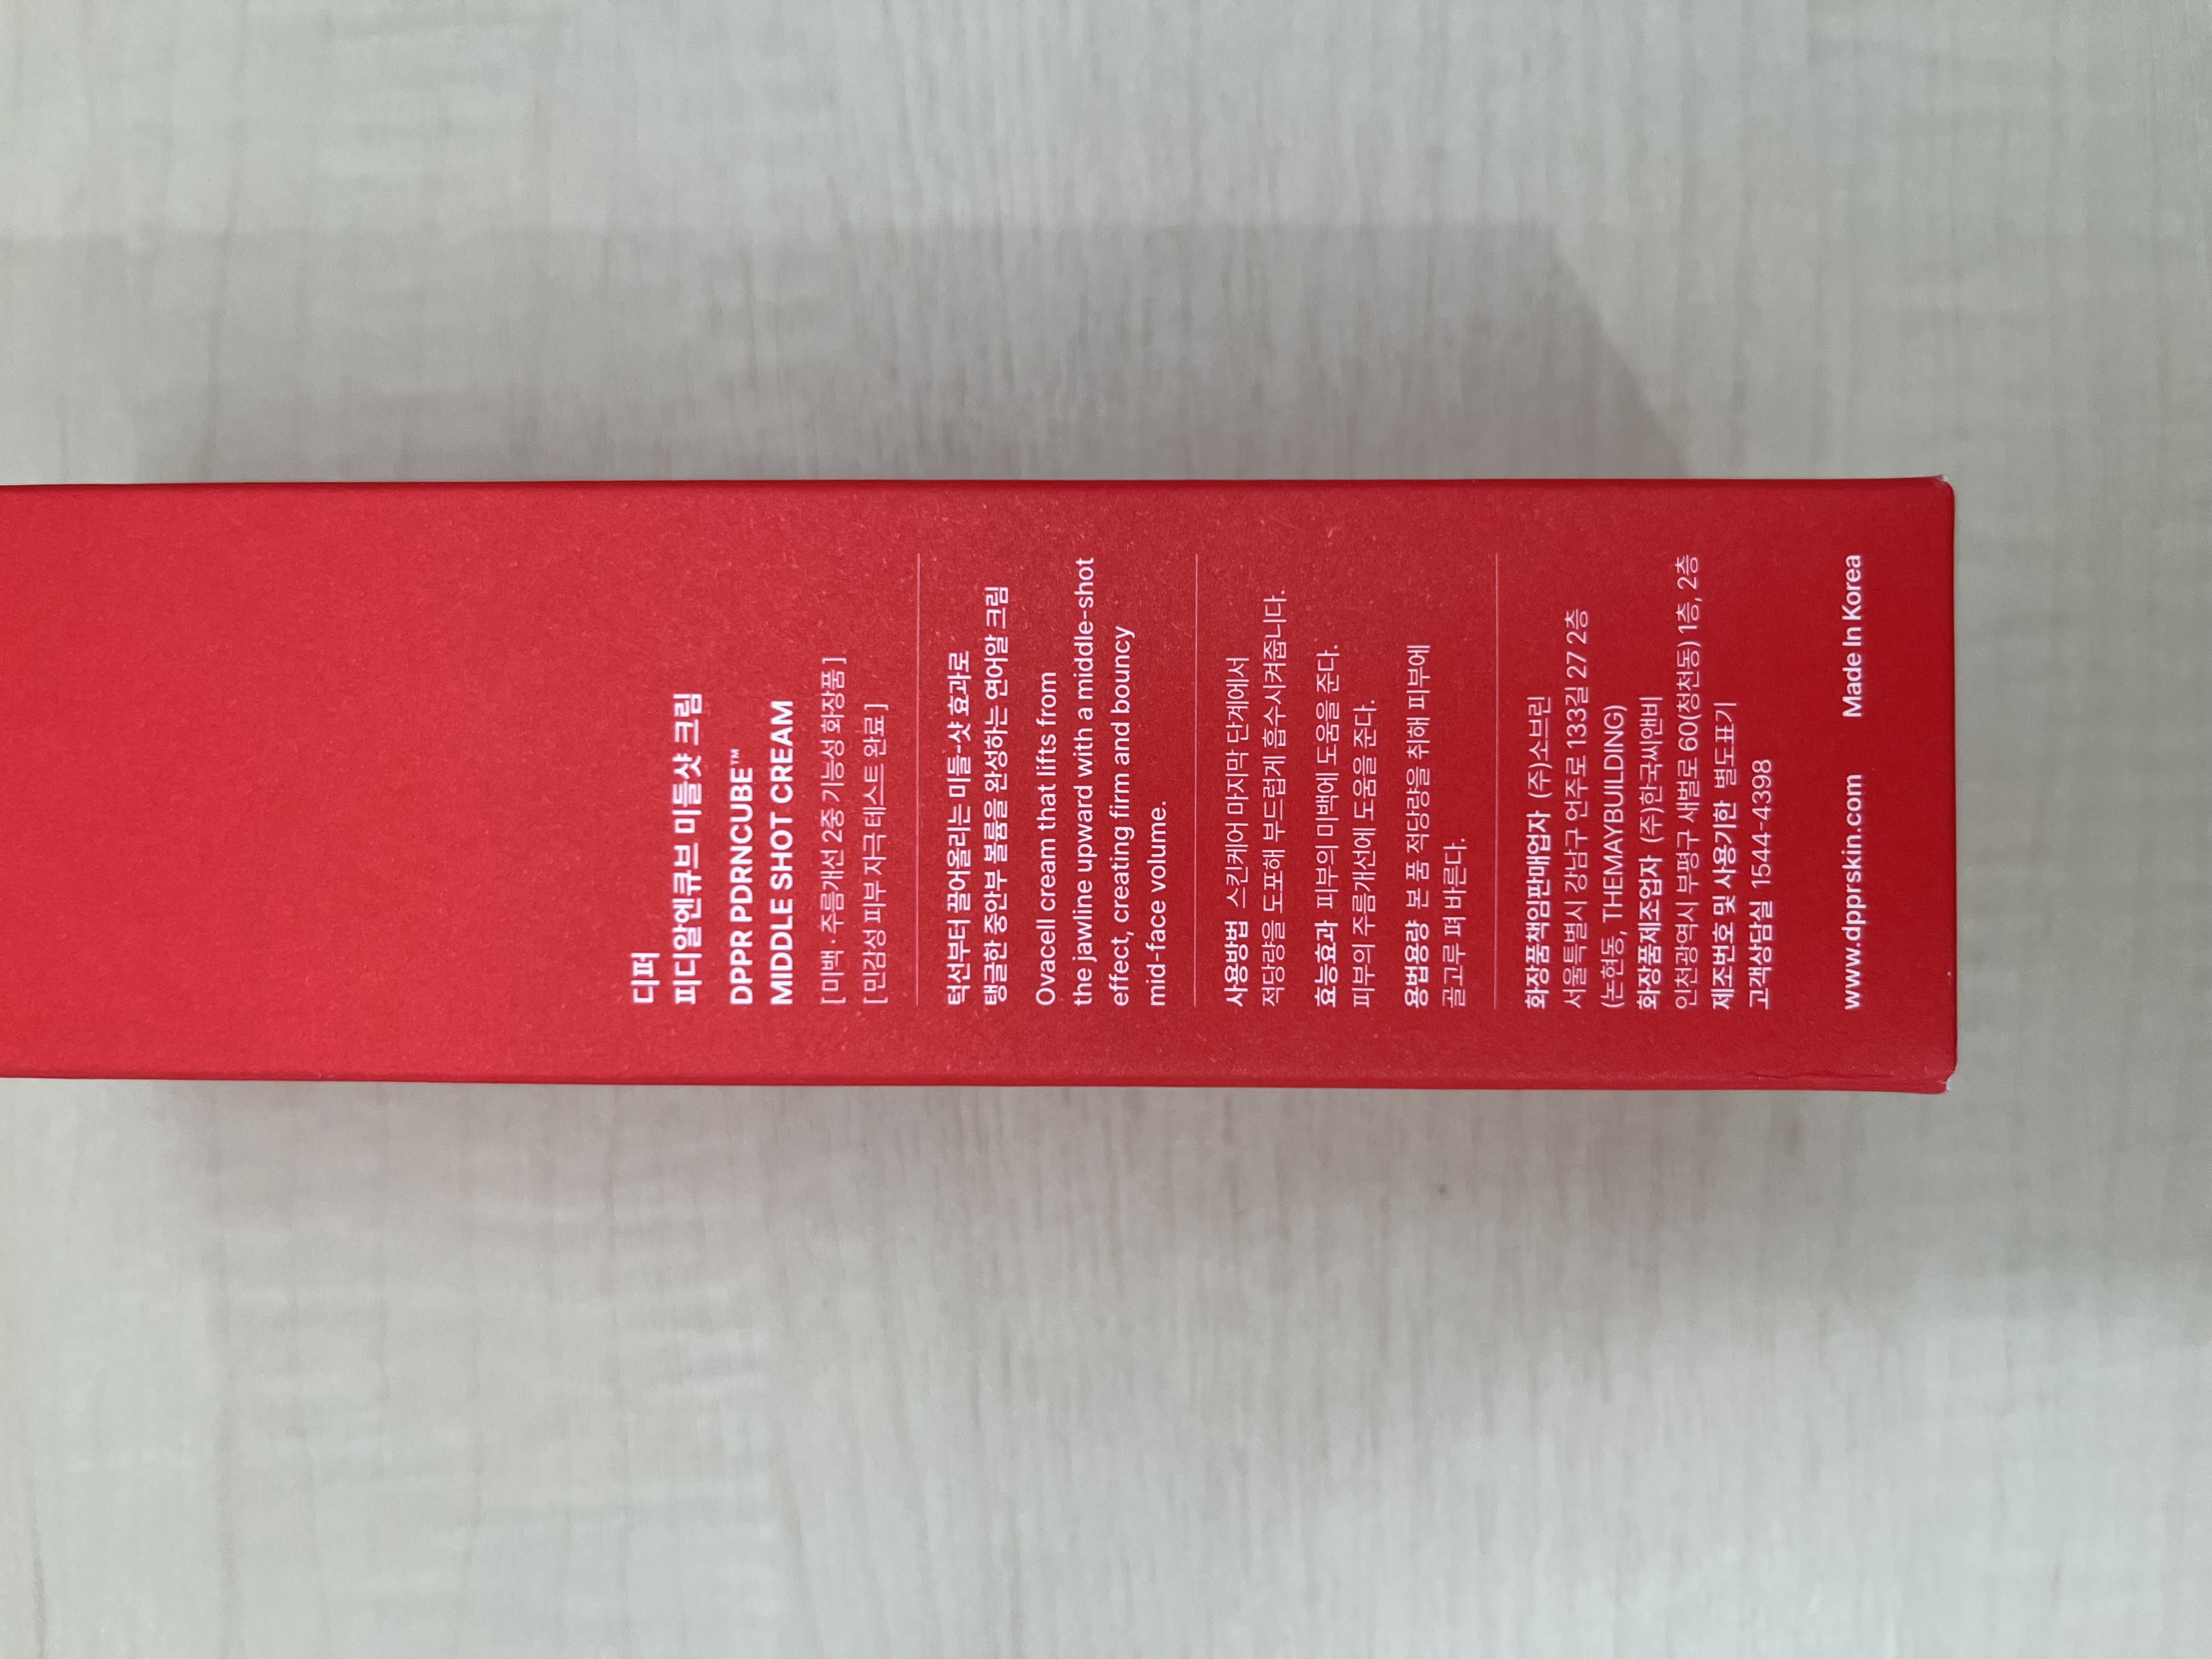 디퍼
피디알엔큐브 미들샷 크림
DPPR PDRNCUBE™
MIDDLE SHOT CREAM
[ 미백·주름개선 2중 기능성 화장품 ]
[ 민감성 피부 자극 테스트 완료 ]
턱선부터 끌어올리는 미들-샷 효과로
탱글한 중안부 볼륨을 완성하는 연어알 크림
Ovacell cream that lifts from
the jawline upward with a middle-shot
effect, creating firm and bouncy
mid-face volume.
사용방법 스킨케어 마지막 단계에서
적당량을 도포해 부드럽게 흡수시켜줍니다.
효능효과 피부의 미백에 도움을 준다.
피부의 주름개선에 도움을 준다.
용법용량 본 품 적당량을 취해 피부에
골고루 펴 바른다.
화장품책임판매업자 (주)소브린
서울특별시 강남구 언주로 133길 27 2층
(논현동, THEMAYBUILDING)
화장품제조업자 (주)한국씨앤비
인천광역시 부평구 새벌로 60(청천동) 1층, 2층
제조번호 및 사용기한 별도표기
고객상담실 1544-4398
www.dpprskin.com Made In Korea